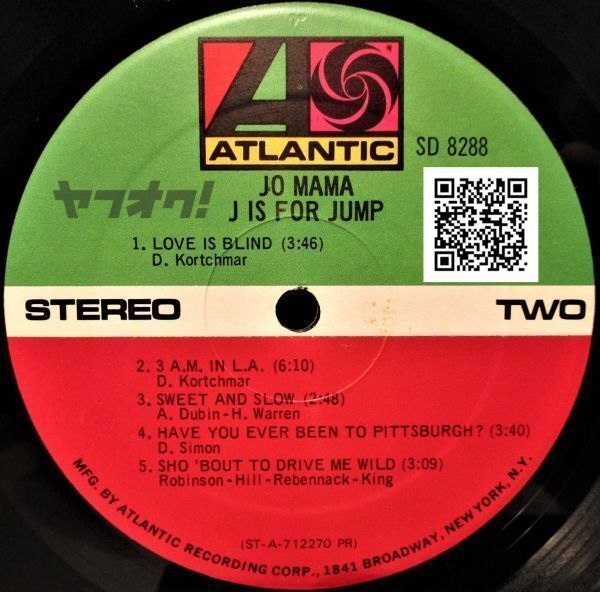 ATLANTIC
SD 8288
ヤフオク!
JO MAMA
J IS FOR JUMP
1. LOVE IS BLIND (3:46)
D. Kortchmar
STEREO TWO
2. 3 A.M. IN L.A. (6:10)
D. Kortchmar
3. SWEET AND SLOW (2:48)
A. Dubin-H. Warren
4. HAVE YOU EVER BEEN TO PITTSBURGH? (3:40)
D. Simon
5. SHO 'BOUT TO DRIVE ME WILD (3:09)
Robinson-Hill-Rebennack-King
(ST-A-712270 PR)
MFG. BY ATLANTIC RECORDING CORP., 1841 BROADWAY, NEW YORK, N.Y.